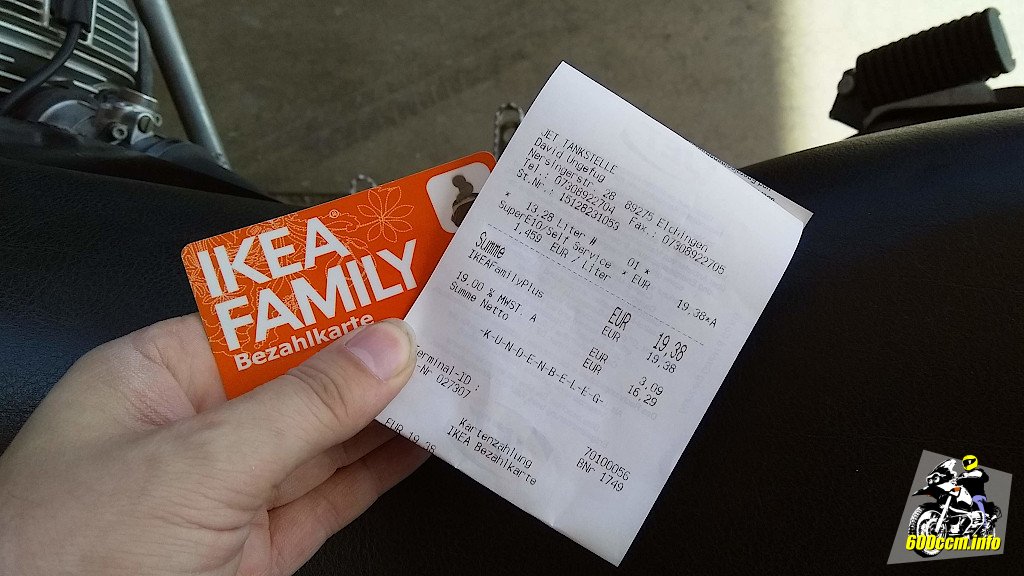 IKEA
FAMILY
Bezahlkarte
JET TANKSTELLE
David Ungefug
Nersingerstr. 28 89275 Elchingen
Tel.: 07308922704 Fax.: 07308922705
St.Nr. 15128231053
* 13,28 Liter # 01 *
SuperE10/Self Service * EUR 19,38*A
1,459 EUR / Liter
Summe EUR 19,38
IKEAFamilyPlus EUR 19,38
19,00 % MWST. A EUR 3,09
Summe Netto EUR 16,29
-K-U-N-D-E-N-B-E-L-E-G-
Terminal-ID : 70100056
-Nr 027307 BNr 1749
Kartenzahlung
IKEA Bezahlkarte
EUR 19,38
600ccm.info